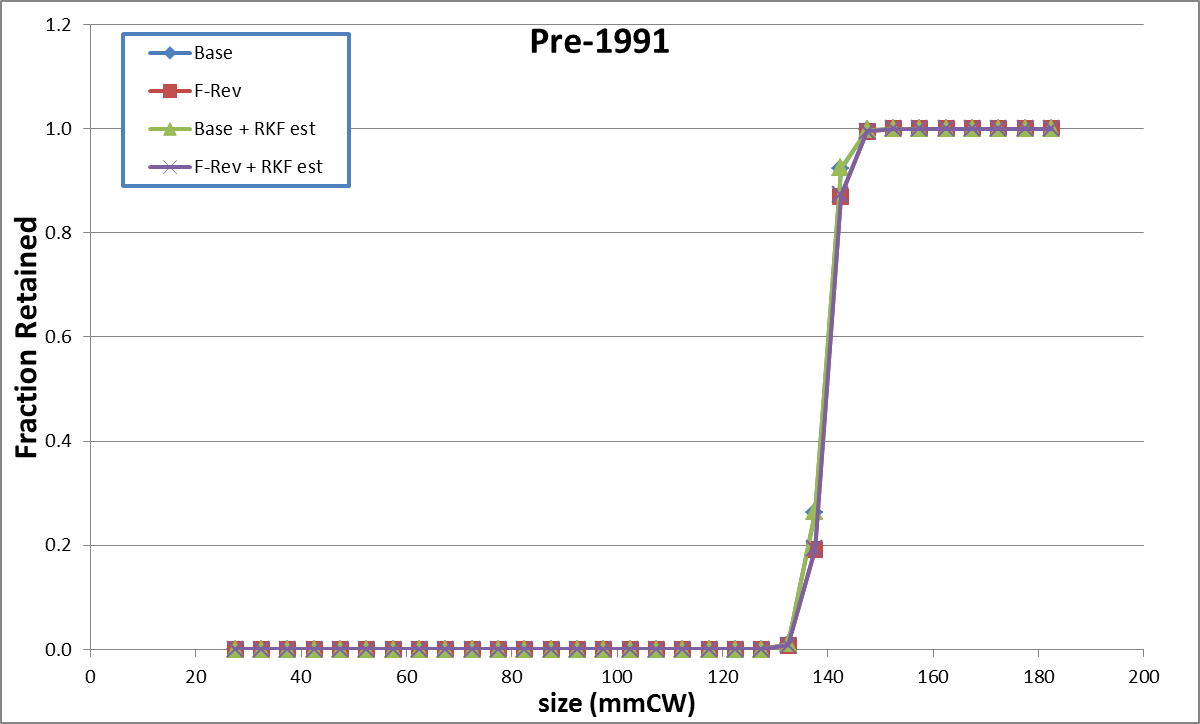 Pre-1991
Base
F-Rev
Base + RKF est
F-Rev + RKF est
Fraction Retained
1.2
1.0
0.8
0.6
0.4
0.2
0.0
0 20 40 60 80 100 120 140 160 180 200
size (mmCW)